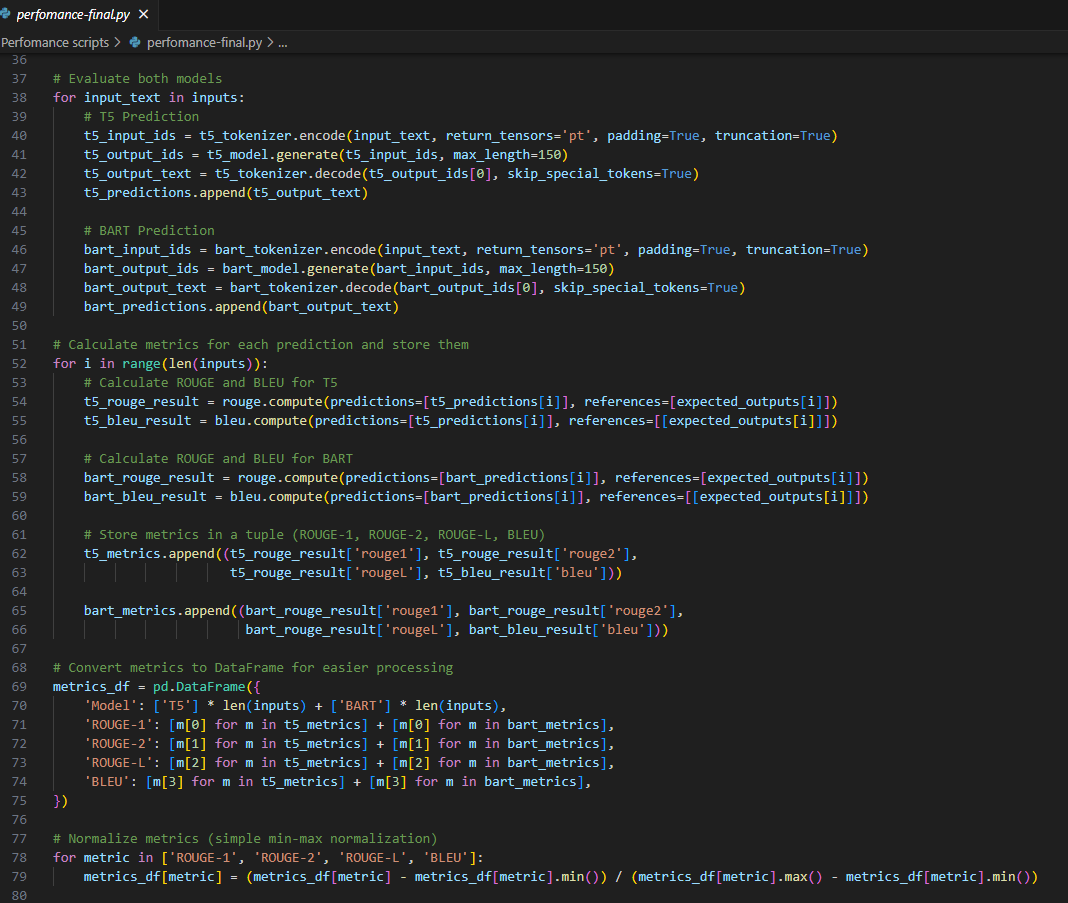 perfomance-final.py ×
Perfomance scripts > perfomance-final.py > ...
36
37 # Evaluate both models
38 for input_text in inputs:
39     # T5 Prediction
40     t5_input_ids = t5_tokenizer.encode(input_text, return_tensors='pt', padding=True, truncation=True)
41     t5_output_ids = t5_model.generate(t5_input_ids, max_length=150)
42     t5_output_text = t5_tokenizer.decode(t5_output_ids[0], skip_special_tokens=True)
43     t5_predictions.append(t5_output_text)
44
45     # BART Prediction
46     bart_input_ids = bart_tokenizer.encode(input_text, return_tensors='pt', padding=True, truncation=True)
47     bart_output_ids = bart_model.generate(bart_input_ids, max_length=150)
48     bart_output_text = bart_tokenizer.decode(bart_output_ids[0], skip_special_tokens=True)
49     bart_predictions.append(bart_output_text)
50
51 # Calculate metrics for each prediction and store them
52 for i in range(len(inputs)):
53     # Calculate ROUGE and BLEU for T5
54     t5_rouge_result = rouge.compute(predictions=[t5_predictions[i]], references=[expected_outputs[i]])
55     t5_bleu_result = bleu.compute(predictions=[t5_predictions[i]], references=[[expected_outputs[i]]])
56
57     # Calculate ROUGE and BLEU for BART
58     bart_rouge_result = rouge.compute(predictions=[bart_predictions[i]], references=[expected_outputs[i]])
59     bart_bleu_result = bleu.compute(predictions=[bart_predictions[i]], references=[[expected_outputs[i]]])
60
61     # Store metrics in a tuple (ROUGE-1, ROUGE-2, ROUGE-L, BLEU)
62     t5_metrics.append((t5_rouge_result['rouge1'], t5_rouge_result['rouge2'],
63                        t5_rouge_result['rougeL'], t5_bleu_result['bleu']))
64
65     bart_metrics.append((bart_rouge_result['rouge1'], bart_rouge_result['rouge2'],
66                          bart_rouge_result['rougeL'], bart_bleu_result['bleu']))
67
68 # Convert metrics to DataFrame for easier processing
69 metrics_df = pd.DataFrame({
70     'Model': ['T5'] * len(inputs) + ['BART'] * len(inputs),
71     'ROUGE-1': [m[0] for m in t5_metrics] + [m[0] for m in bart_metrics],
72     'ROUGE-2': [m[1] for m in t5_metrics] + [m[1] for m in bart_metrics],
73     'ROUGE-L': [m[2] for m in t5_metrics] + [m[2] for m in bart_metrics],
74     'BLEU': [m[3] for m in t5_metrics] + [m[3] for m in bart_metrics],
75 })
76
77 # Normalize metrics (simple min-max normalization)
78 for metric in ['ROUGE-1', 'ROUGE-2', 'ROUGE-L', 'BLEU']:
79     metrics_df[metric] = (metrics_df[metric] - metrics_df[metric].min()) / (metrics_df[metric].max() - metrics_df[metric].min())
80